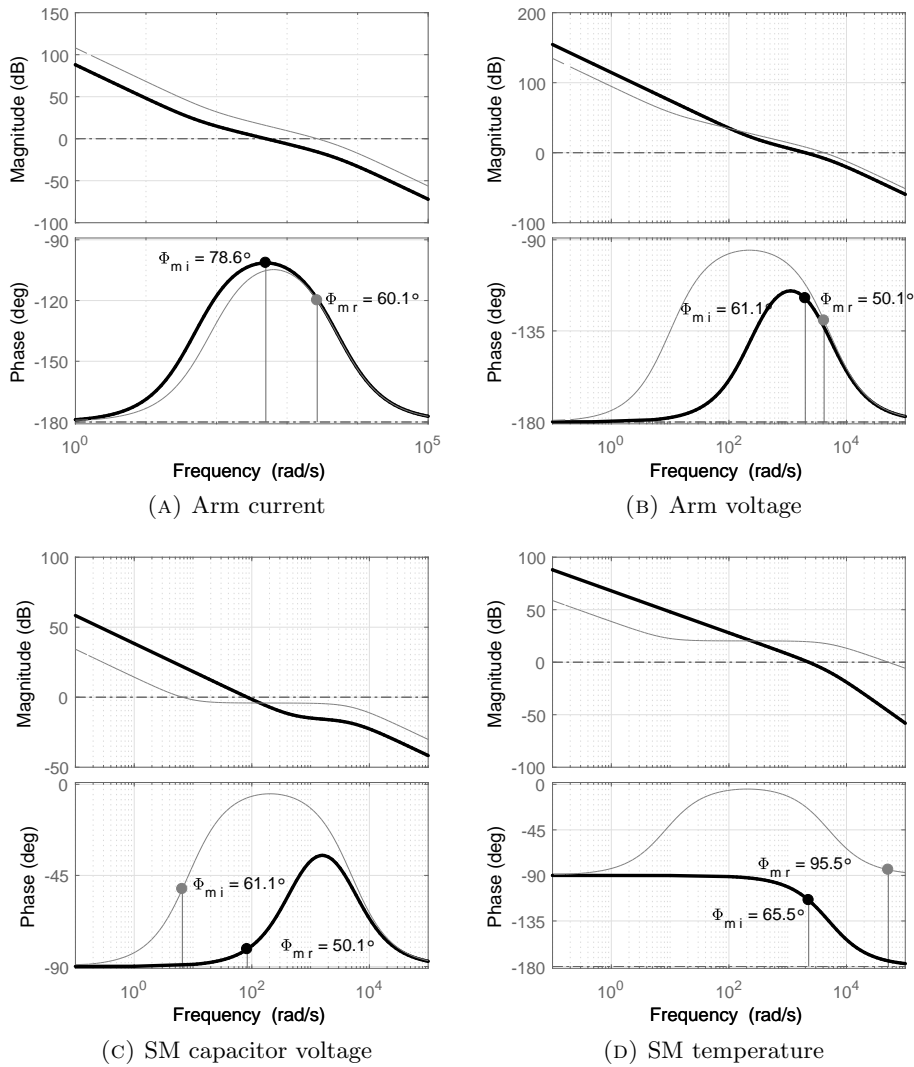 150
100
50
0
-50
-100
Magnitude (dB)
-90
-120
-150
-180
Phase (deg)
Φm i = 78.6°
Φm r = 60.1°
10^0
10^5
Frequency (rad/s)
(A) Arm current
200
100
0
-100
-200
Magnitude (dB)
-90
-135
-180
Phase (deg)
Φm i = 61.1°
Φm r = 50.1°
10^0
10^2
10^4
Frequency (rad/s)
(B) Arm voltage
100
50
0
-50
Magnitude (dB)
0
-45
-90
Phase (deg)
Φm i = 61.1°
Φm r = 50.1°
10^0
10^2
10^4
Frequency (rad/s)
(C) SM capacitor voltage
100
50
0
-50
-100
Magnitude (dB)
0
-45
-90
-135
-180
Phase (deg)
Φm r = 95.5°
Φm i = 65.5°
10^0
10^2
10^4
Frequency (rad/s)
(D) SM temperature